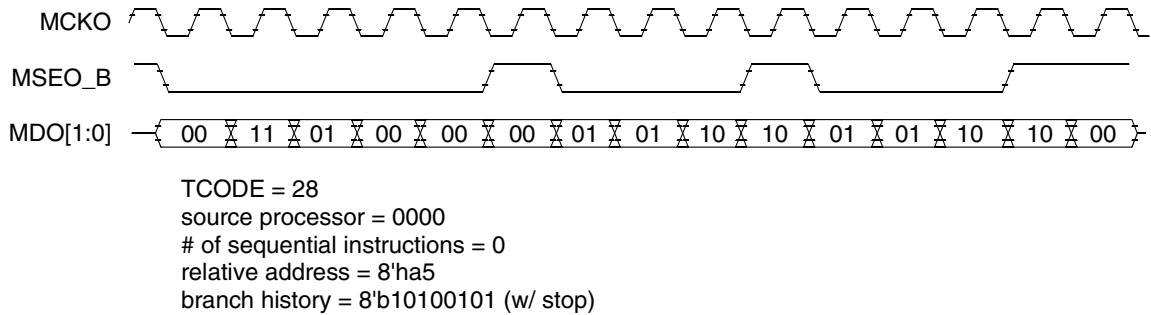 MCKO
MSEO_B
MDO[1:0] 00 11 01 00 00 00 01 01 10 10 01 01 10 10 00
TCODE = 28
source processor = 0000
# of sequential instructions = 0
relative address = 8'ha5
branch history = 8'b10100101 (w/ stop)